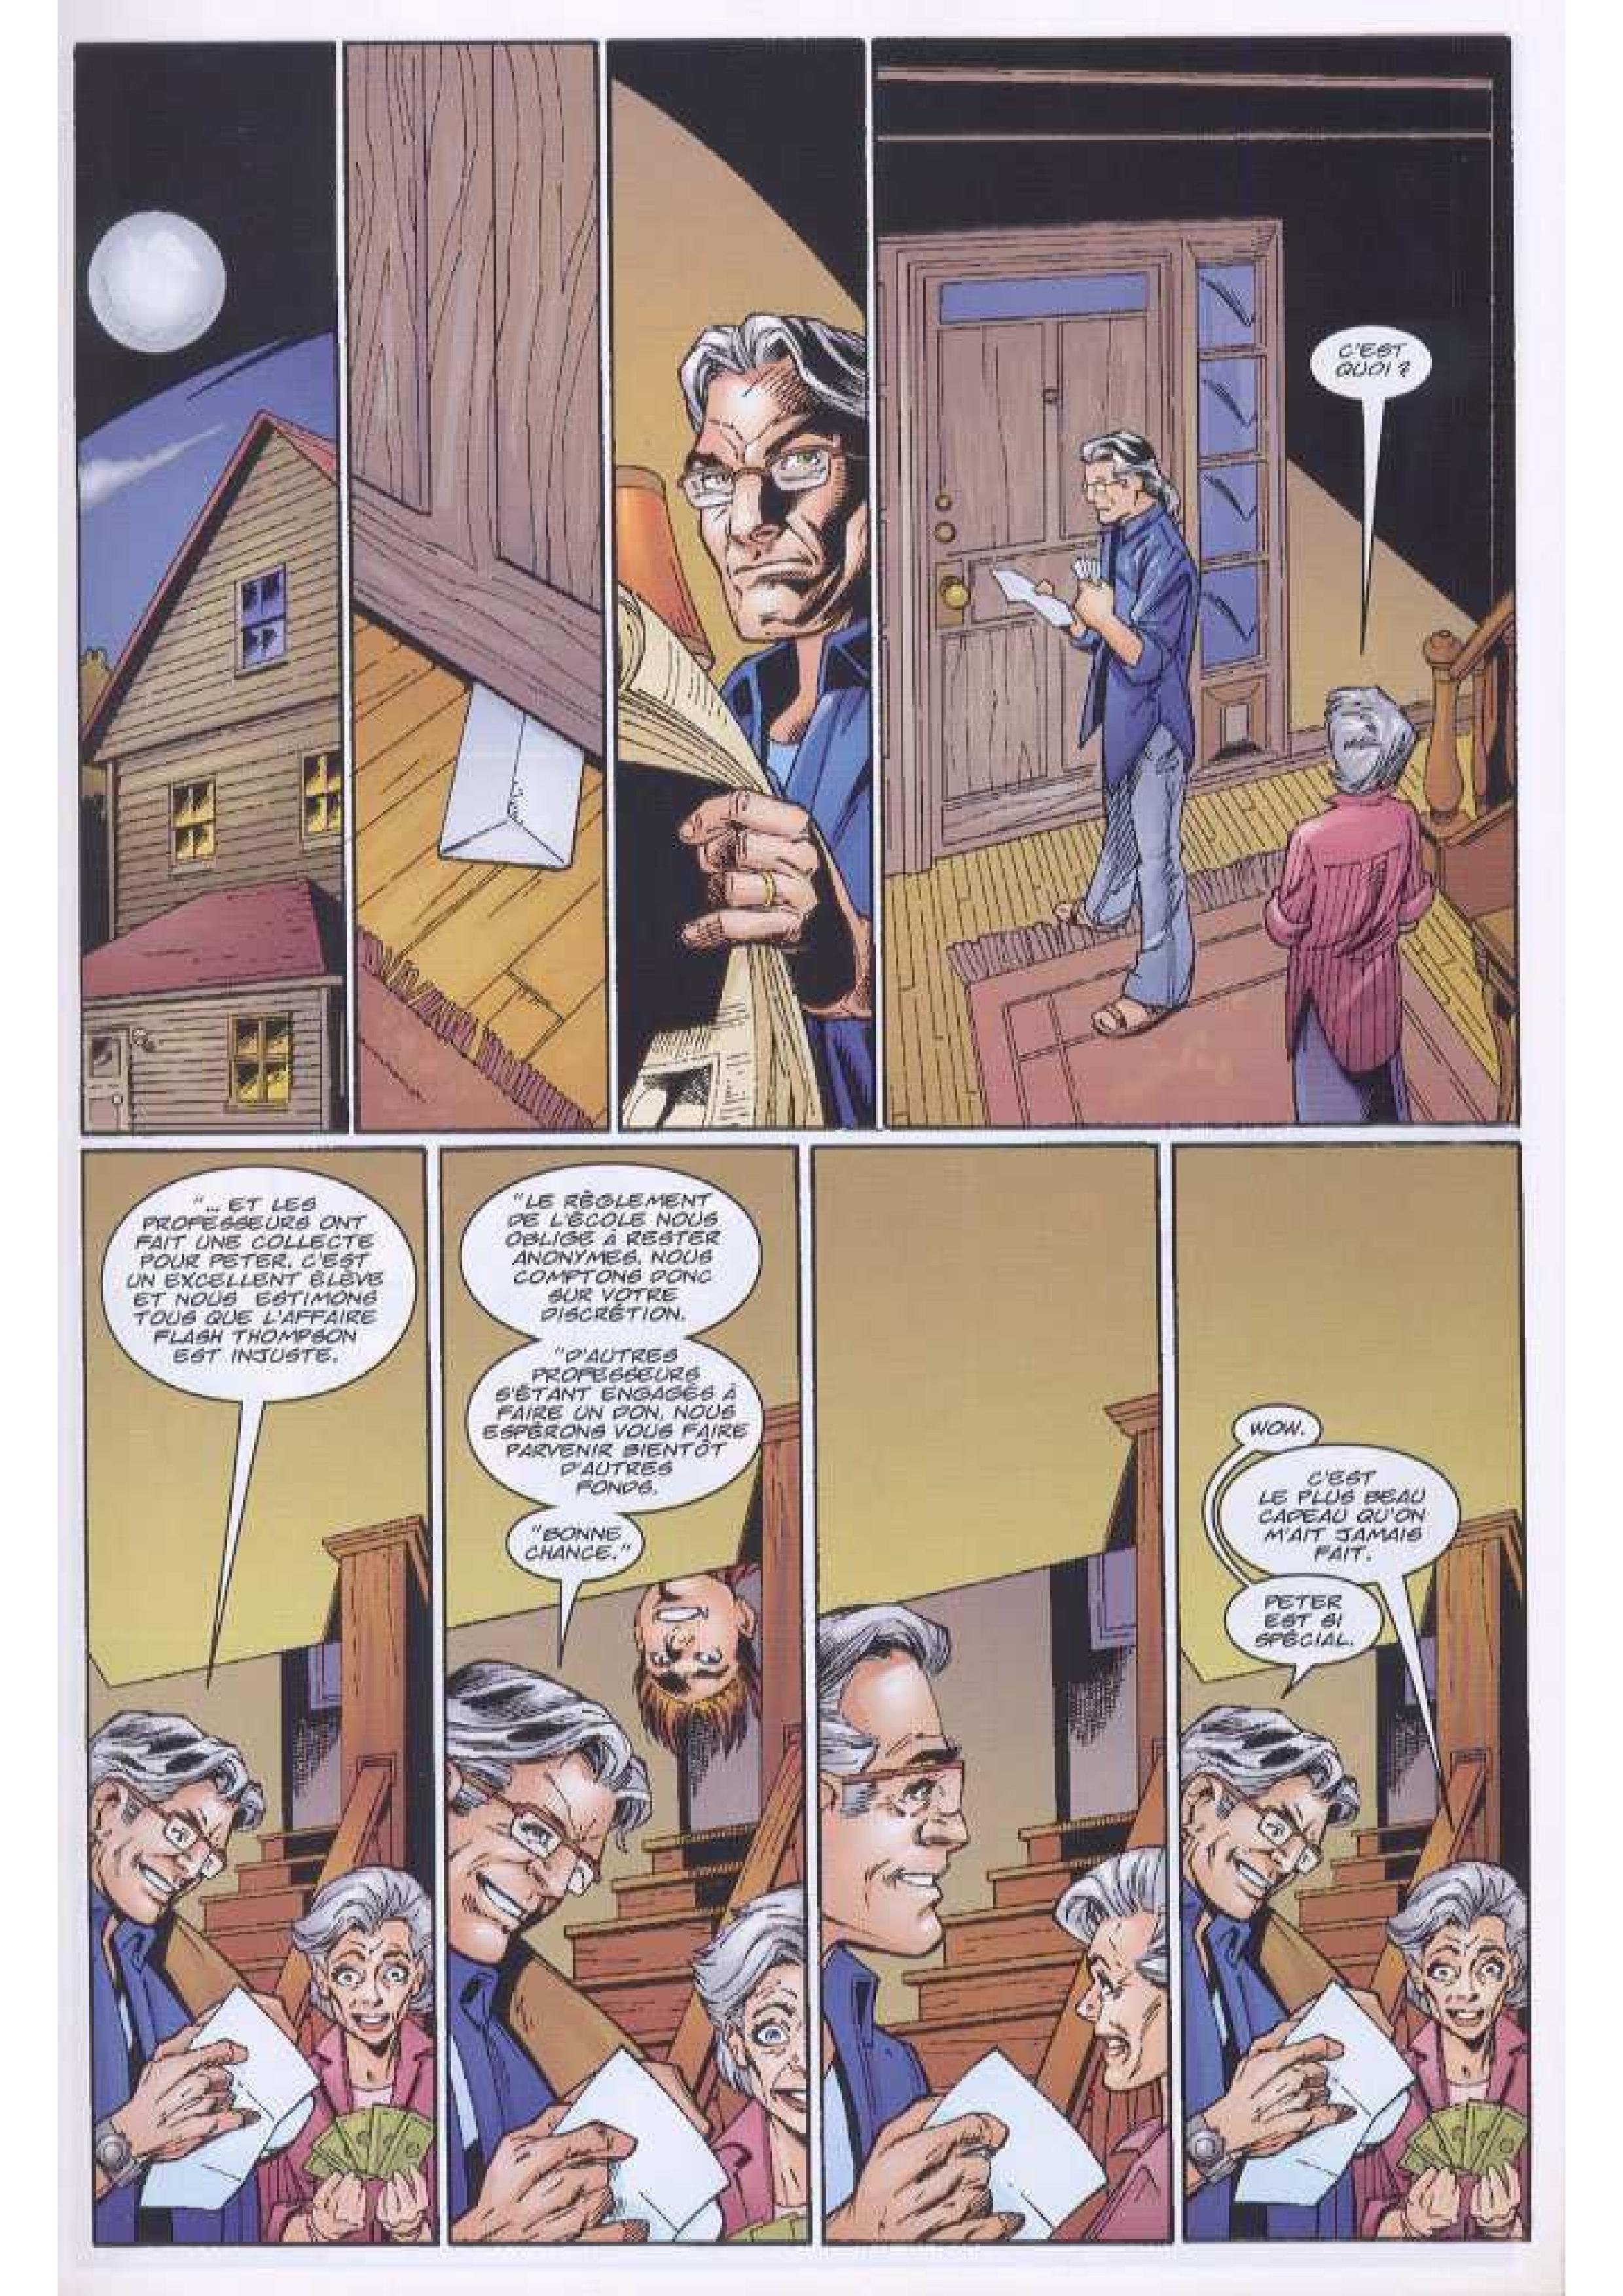 C'EST
QUOI ?
"... ET LES
PROFESSEURS ONT
FAIT UNE COLLECTE
POUR PETER. C'EST
UN EXCELLENT ÉLÈVE
ET NOUS ESTIMONS
TOUS QUE L'AFFAIRE
FLASH THOMPSON
EST INJUSTE.
"LE RÈGLEMENT
DE L'ÉCOLE NOUS
OBLIGE À RESTER
ANONYMES. NOUS
COMPTONS DONC
SUR VOTRE
DISCRÉTION.
"D'AUTRES
PROFESSEURS
S'ÉTANT ENGAGÉS À
FAIRE UN DON, NOUS
ESPÉRONS VOUS FAIRE
PARVENIR BIENTÔT
D'AUTRES
FONDS.
"BONNE
CHANCE."
WOW.
C'EST
LE PLUS BEAU
CADEAU QU'ON
M'AIT JAMAIS
FAIT.
PETER
EST SI
SPÉCIAL.